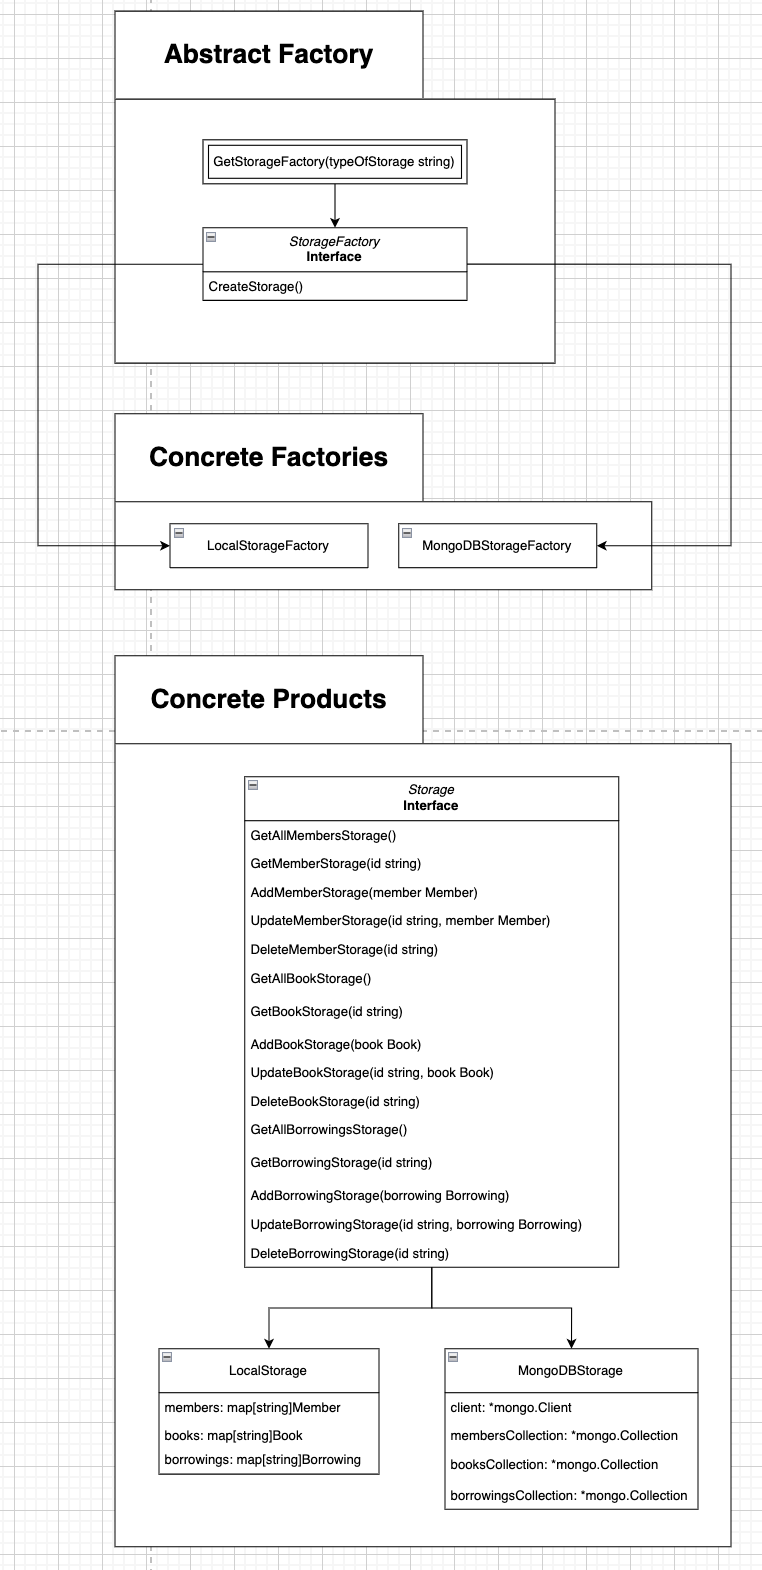 Abstract Factory
GetStorageFactory(typeOfStorage string)
StorageFactory
Interface
CreateStorage()
Concrete Factories
LocalStorageFactory
MongoDBStorageFactory
Concrete Products
Storage
Interface
GetAllMembersStorage()
GetMemberStorage(id string)
AddMemberStorage(member Member)
UpdateMemberStorage(id string, member Member)
DeleteMemberStorage(id string)
GetAllBookStorage()
GetBookStorage(id string)
AddBookStorage(book Book)
UpdateBookStorage(id string, book Book)
DeleteBookStorage(id string)
GetAllBorrowingsStorage()
GetBorrowingStorage(id string)
AddBorrowingStorage(borrowing Borrowing)
UpdateBorrowingStorage(id string, borrowing Borrowing)
DeleteBorrowingStorage(id string)
LocalStorage
members: map[string]Member
books: map[string]Book
borrowings: map[string]Borrowing
MongoDBStorage
client: *mongo.Client
membersCollection: *mongo.Collection
booksCollection: *mongo.Collection
borrowingsCollection: *mongo.Collection